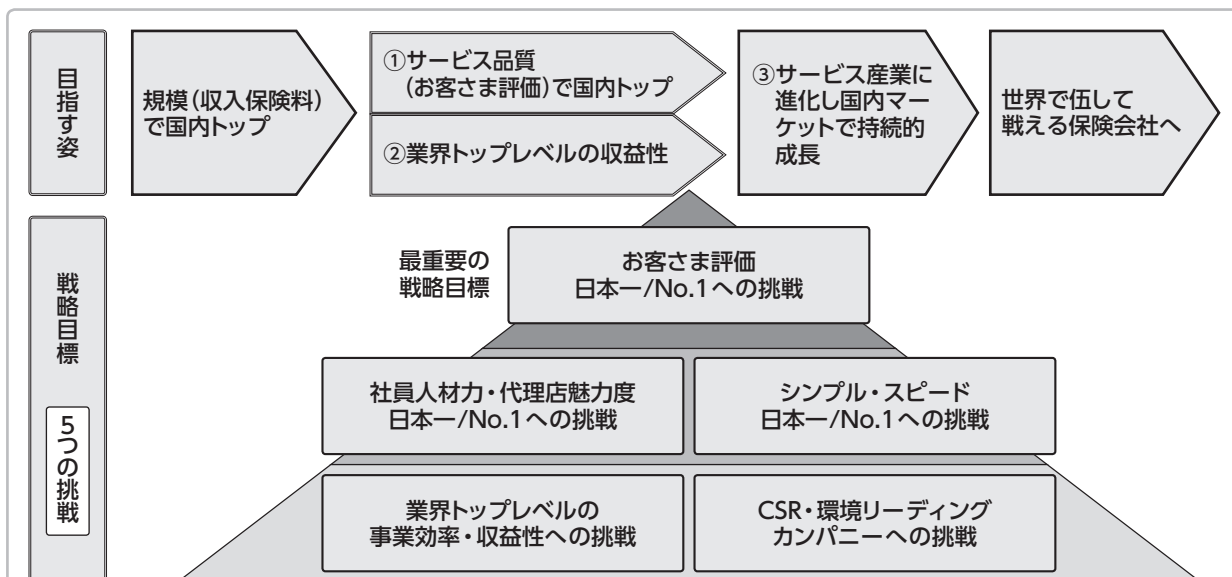 目指す姿
規模（収入保険料）
で国内トップ
①サービス品質
（お客さま評価）で国内トップ
②業界トップレベルの収益性
③サービス産業に
進化し国内マー
ケットで持続的
成長
世界で伍して
戦える保険会社へ
戦略目標
5つの挑戦
最重要の
戦略目標
お客さま評価
日本一/No.1への挑戦
社員人材力・代理店魅力度
日本一/No.1への挑戦
シンプル・スピード
日本一/No.1への挑戦
業界トップレベルの
事業効率・収益性への挑戦
CSR・環境リーディング
カンパニーへの挑戦